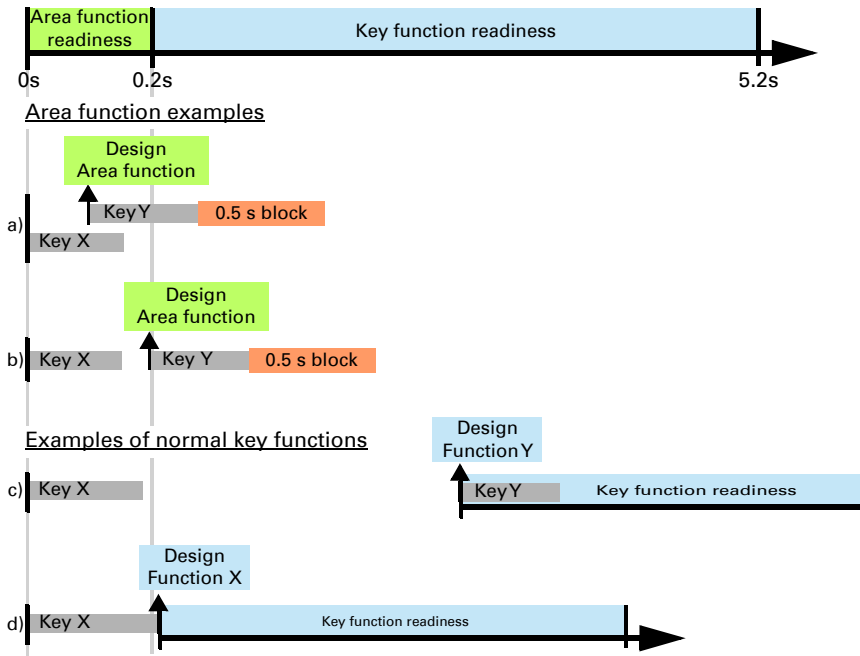 Area function
readiness
Key function readiness
0s
0.2s
5.2s
Area function examples
Design
Area function
a)
Key Y
0.5 s block
Key X
Design
Area function
b)
Key X
Key Y
0.5 s block
Examples of normal key functions
Design
Function Y
c)
Key X
Key Y
Key function readiness
Design
Function X
d)
Key X
Key function readiness